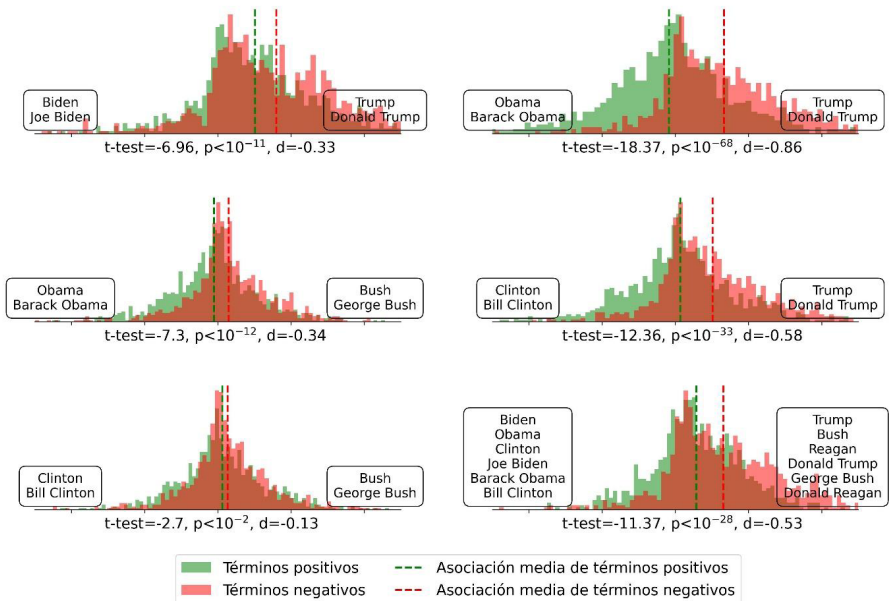 Biden
Joe Biden
Trump
Donald Trump
t-test=-6.96, p<10⁻¹¹, d=-0.33
Obama
Barack Obama
Trump
Donald Trump
t-test=-18.37, p<10⁻⁶⁸, d=-0.86
Obama
Barack Obama
Bush
George Bush
t-test=-7.3, p<10⁻¹², d=-0.34
Clinton
Bill Clinton
Trump
Donald Trump
t-test=-12.36, p<10⁻³³, d=-0.58
Clinton
Bill Clinton
Bush
George Bush
t-test=-2.7, p<10⁻², d=-0.13
Biden
Obama
Clinton
Joe Biden
Barack Obama
Bill Clinton
Trump
Bush
Reagan
Donald Trump
George Bush
Donald Reagan
t-test=-11.37, p<10⁻²⁸, d=-0.53
Términos positivos
Términos negativos
Asociación media de términos positivos
Asociación media de términos negativos